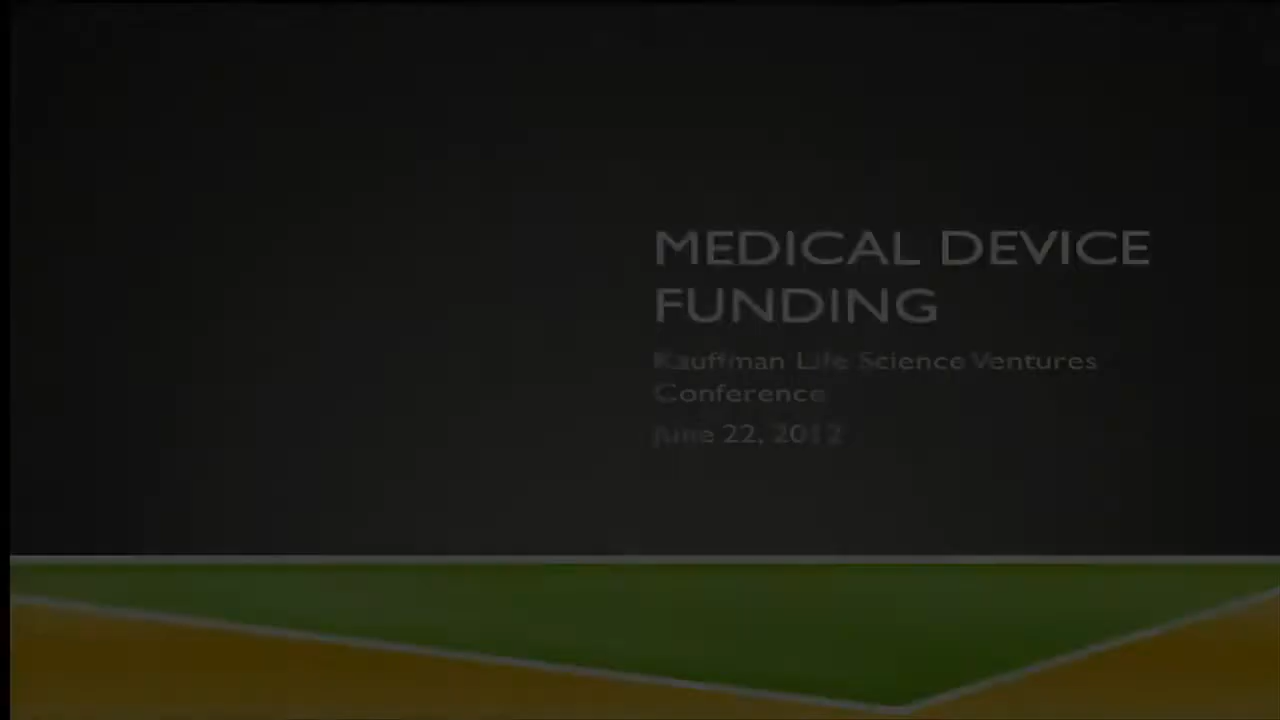 MEDICAL DEVICE
FUNDING
Kauffman Life Science Ventures
Conference
June 22, 2012